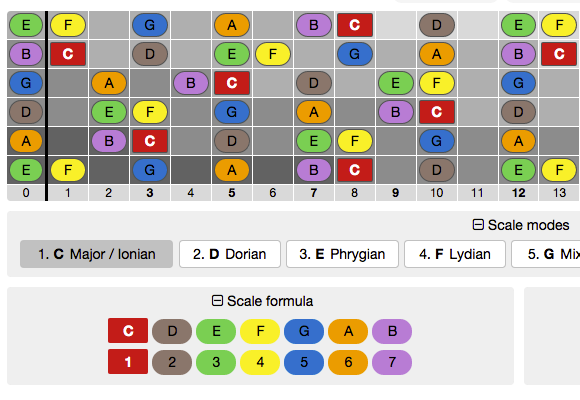 E F G A B C D E F
B C D E F G A B C
G A B C D E F G
D E F G A B C D
A B C D E F G A
E F G A B C D E F
0 1 2 3 4 5 6 7 8 9 10 11 12 13
Scale modes
1. C Major / Ionian 2. D Dorian 3. E Phrygian 4. F Lydian 5. G Mix
Scale formula
C D E F G A B
1 2 3 4 5 6 7